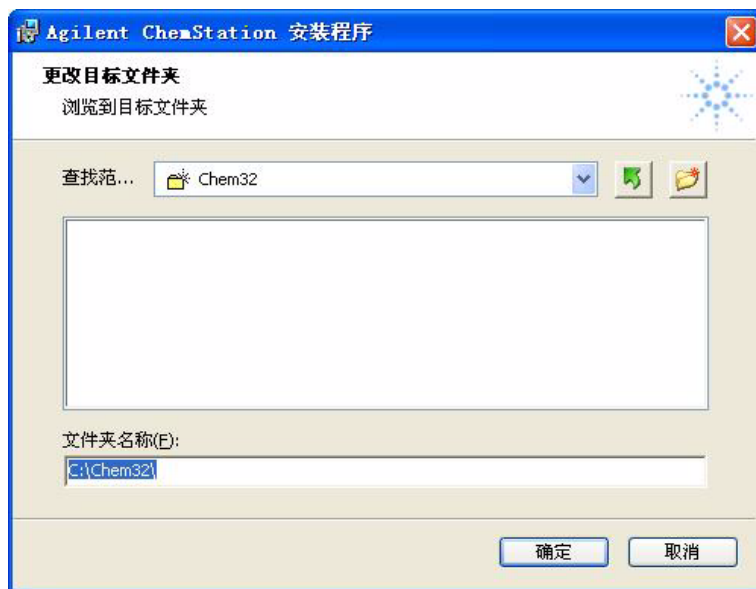 Agilent ChemStation 安装程序
更改目标文件夹
浏览到目标文件夹
查找范... Chem32
文件夹名称(F):
C:\Chem32\
确定 取消